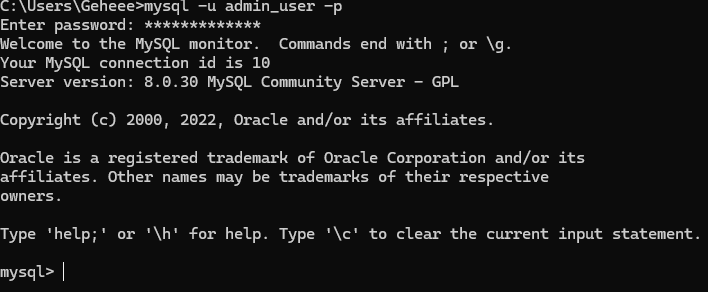 C:\Users\Geheee>mysql -u admin_user -p
Enter password: *************
Welcome to the MySQL monitor.  Commands end with ; or \g.
Your MySQL connection id is 10
Server version: 8.0.30 MySQL Community Server - GPL

Copyright (c) 2000, 2022, Oracle and/or its affiliates.

Oracle is a registered trademark of Oracle Corporation and/or its
affiliates. Other names may be trademarks of their respective
owners.

Type 'help;' or '\h' for help. Type '\c' to clear the current input statement.

mysql>